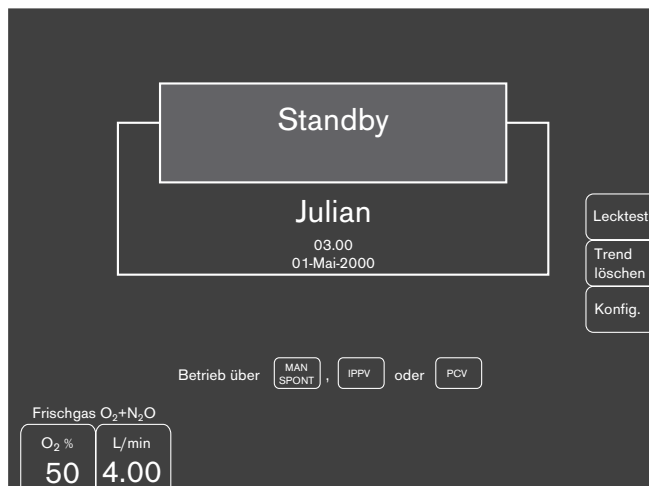 Standby
Julian
03.00
01-Mai-2000
Lecktest
Trend
löschen
Konfig.
Betrieb über MAN SPONT, IPPV oder PCV
Frischgas O₂+N₂O
O₂ % L/min
50 4.00